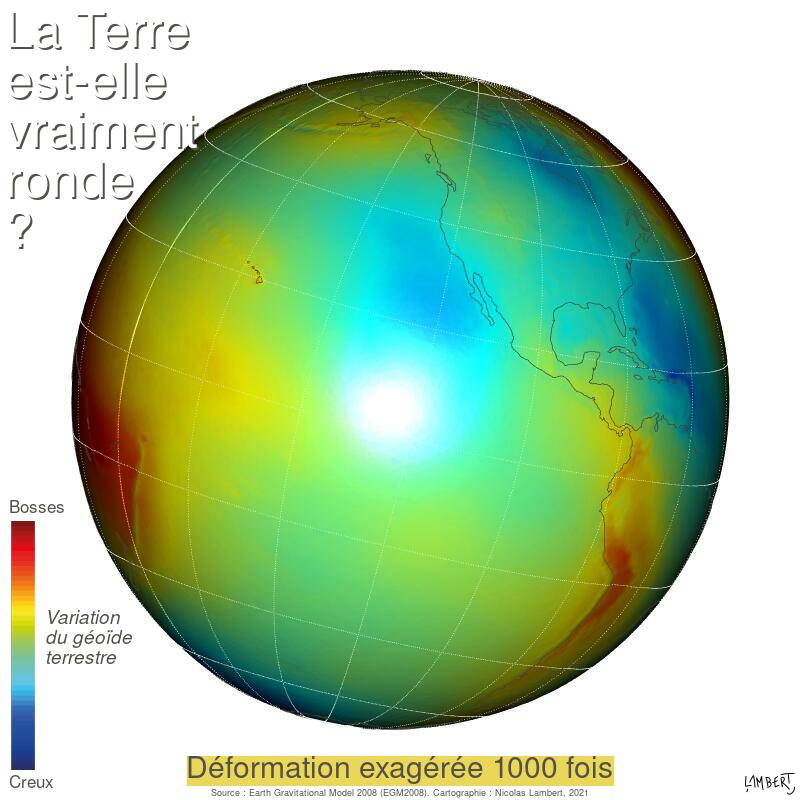 La Terre
est-elle
vraiment
ronde
?
Bosses
Variation
du géoïde
terrestre
Creux
Déformation exagérée 1000 fois
Source : Earth Gravitational Model 2008 (EGM2008). Cartographie : Nicolas Lambert, 2021
LAMBERT